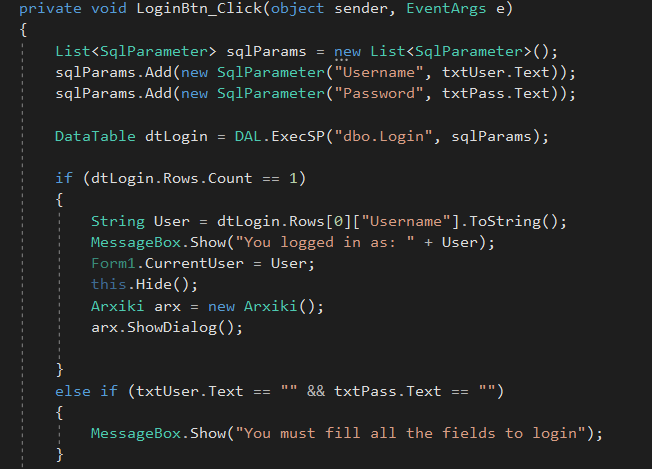 private void LoginBtn_Click(object sender, EventArgs e)
{
List<SqlParameter> sqlParams = new List<SqlParameter>();
sqlParams.Add(new SqlParameter("Username", txtUser.Text));
sqlParams.Add(new SqlParameter("Password", txtPass.Text));
DataTable dtLogin = DAL.ExecSP("dbo.Login", sqlParams);
if (dtLogin.Rows.Count == 1)
{
String User = dtLogin.Rows[0]["Username"].ToString();
MessageBox.Show("You logged in as: " + User);
Form1.CurrentUser = User;
this.Hide();
Arxiki arx = new Arxiki();
arx.ShowDialog();
}
else if (txtUser.Text == "" && txtPass.Text == "")
{
MessageBox.Show("You must fill all the fields to login");
}